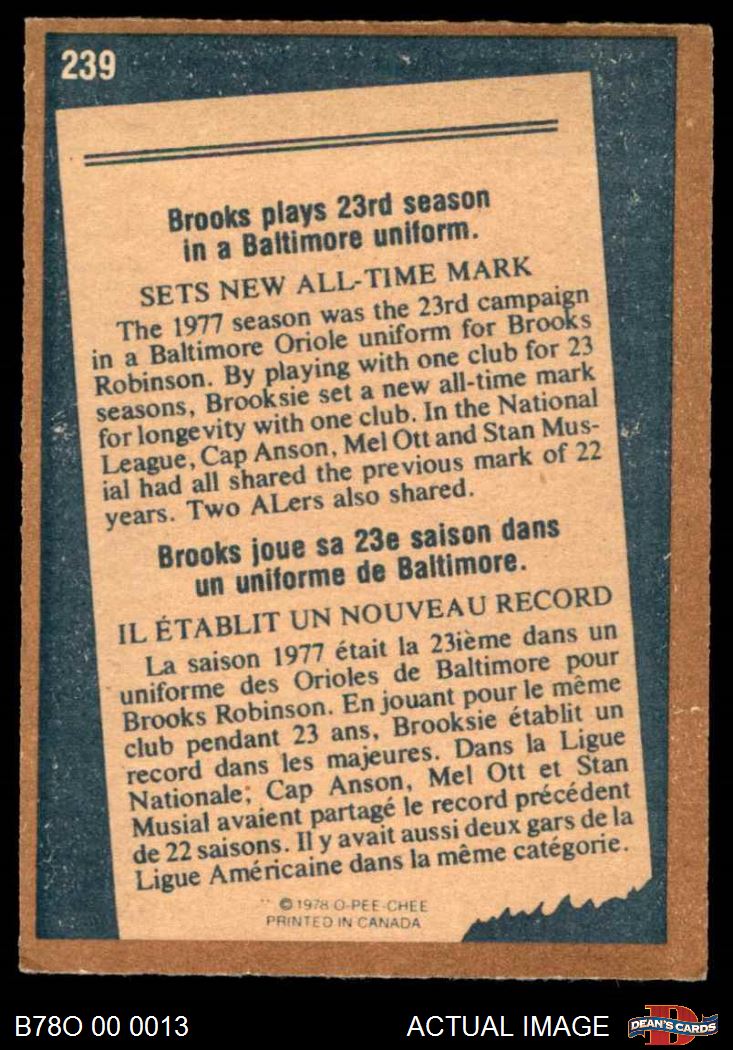 239
Brooks plays 23rd season
in a Baltimore uniform.
SETS NEW ALL-TIME MARK
The 1977 season was the 23rd campaign
in a Baltimore Oriole uniform for Brooks
Robinson. By playing with one club for 23
seasons, Brooksie set a new all-time mark
for longevity with one club. In the National
League, Cap Anson, Mel Ott and Stan Mus-
ial had all shared the previous mark of 22
years. Two ALers also shared.
Brooks joue sa 23e saison dans
un uniforme de Baltimore.
IL ÉTABLIT UN NOUVEAU RECORD
La saison 1977 était la 23ième dans un
uniforme des Orioles de Baltimore pour
Brooks Robinson. En jouant pour le même
club pendant 23 ans, Brooksie établit un
record dans les majeures. Dans la Ligue
Nationale; Cap Anson, Mel Ott et Stan
Musial avaient partagé le record précédent
de 22 saisons. Il y avait aussi deux gars de la
Ligue Américaine dans la même catégorie.
© 1978 O-PEE-CHEE
PRINTED IN CANADA
B78O 00 0013
ACTUAL IMAGE
DEAN'S CARDS